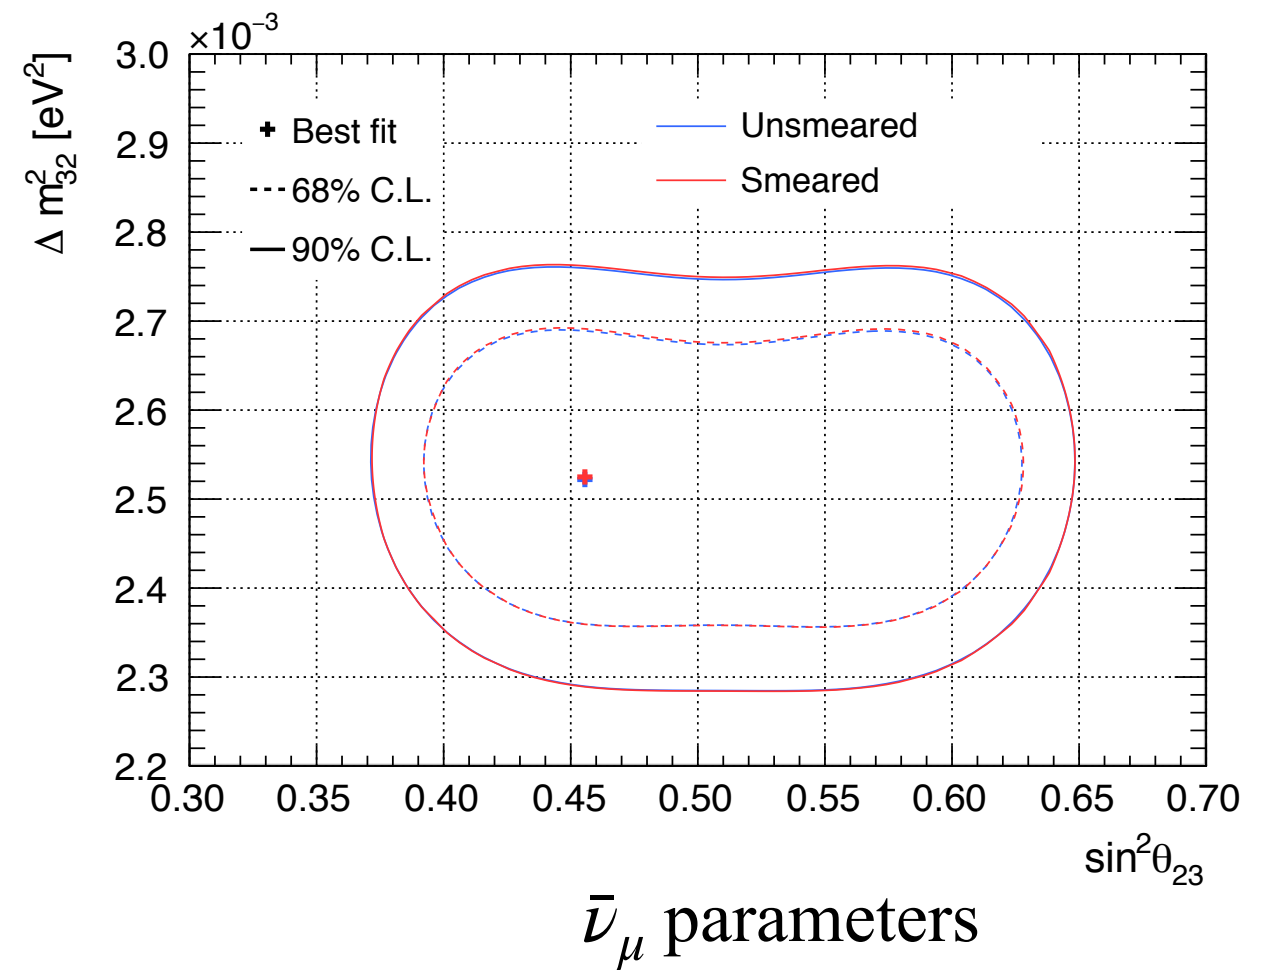 ×10⁻³
Δ m²₃₂ [eV²]
3.0
2.9
2.8
2.7
2.6
2.5
2.4
2.3
2.2
Best fit
68% C.L.
90% C.L.
Unsmeared
Smeared
0.30 0.35 0.40 0.45 0.50 0.55 0.60 0.65 0.70
sin²θ₂₃
ν̄_μ parameters